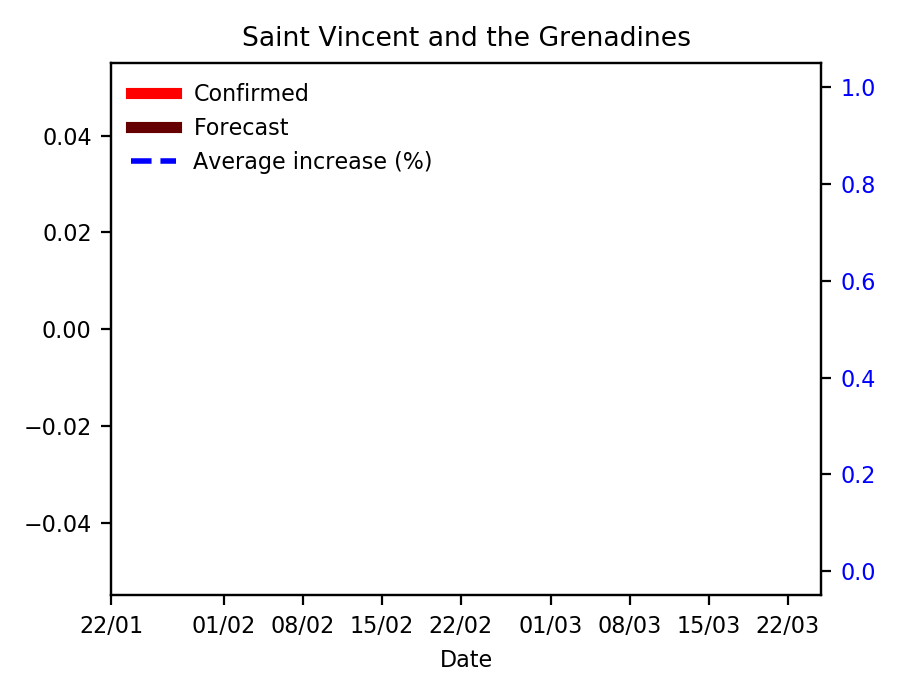 Saint Vincent and the Grenadines
Confirmed
Forecast
Average increase (%)
0.04
0.02
0.00
−0.02
−0.04
1.0
0.8
0.6
0.4
0.2
0.0
22/01 01/02 08/02 15/02 22/02 01/03 08/03 15/03 22/03
Date